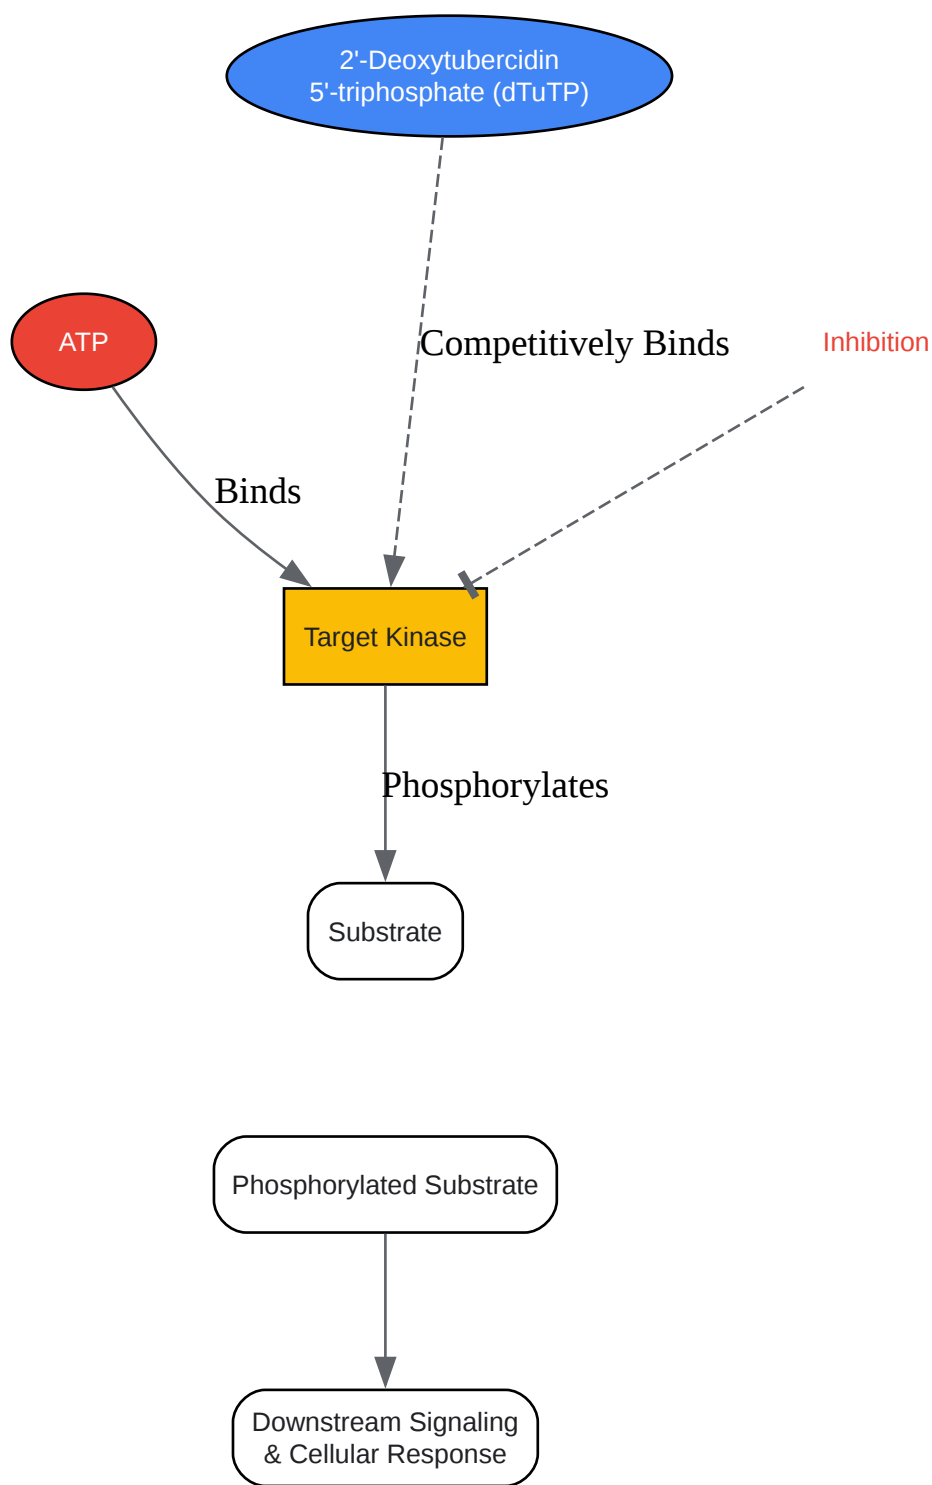 2'-Deoxytubercidin
5'-triphosphate (dTuTP)
ATP
Competitively Binds
Inhibition
Binds
Target Kinase
Phosphorylates
Substrate
Phosphorylated Substrate
Downstream Signaling
& Cellular Response